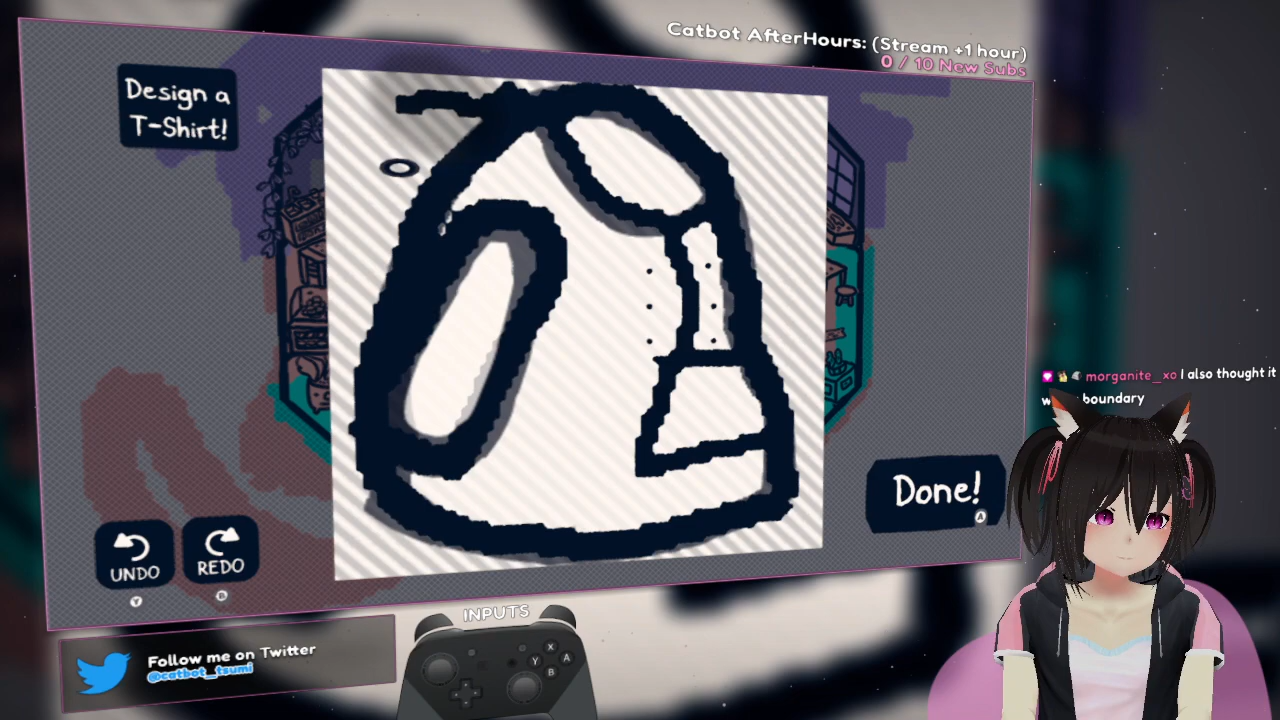 Catbot AfterHours: (Stream +1 hour)
0 / 10 New Subs
Design a
T-Shirt!
morganite_xo I also thought it
boundary
Done!
A
UNDO
Y
REDO
B
INPUTS
X
Y
A
B
Follow me on Twitter
@catbot_tsumi